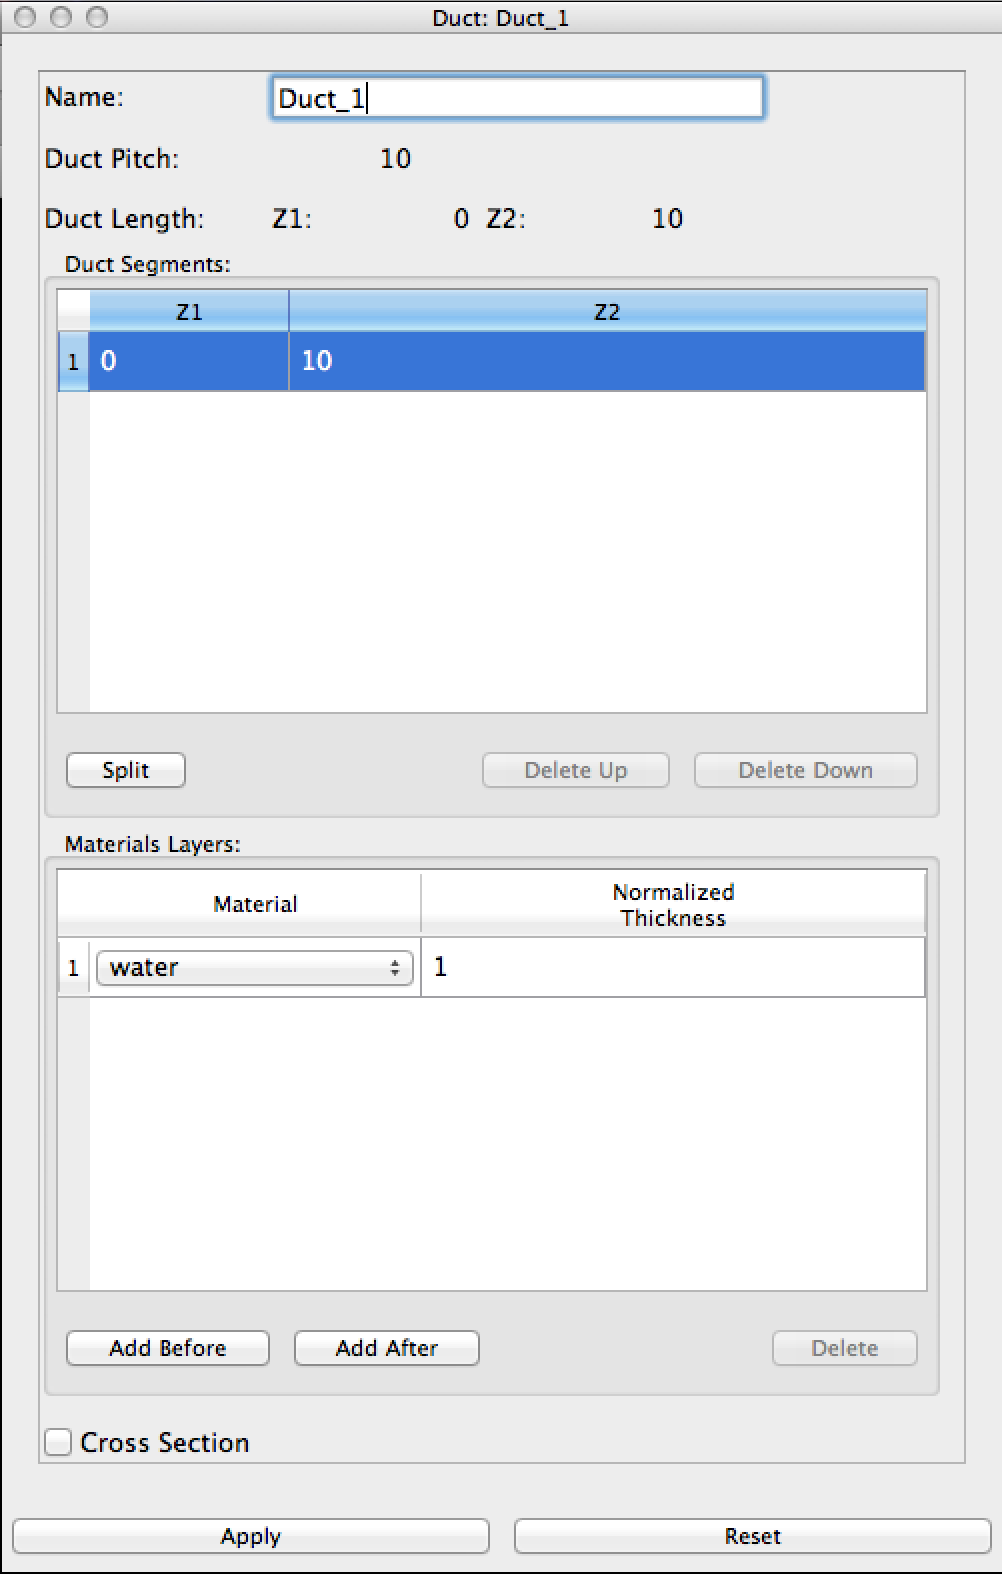 Duct: Duct_1
Name: Duct_1
Duct Pitch: 10
Duct Length: Z1: 0 Z2: 10
Duct Segments:
Z1 Z2
1 0 10
Split Delete Up Delete Down
Materials Layers:
Material Normalized
Thickness
1 water 1
Add Before Add After Delete
Cross Section
Apply Reset